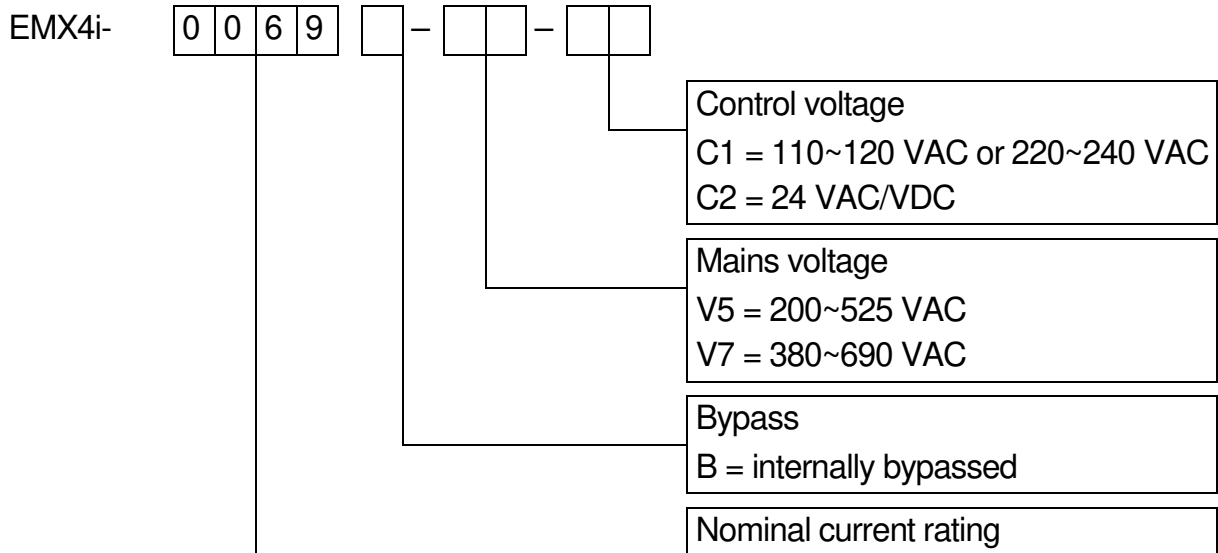 EMX4i- 0 0 6 9 – –
Control voltage
C1 = 110~120 VAC or 220~240 VAC
C2 = 24 VAC/VDC
Mains voltage
V5 = 200~525 VAC
V7 = 380~690 VAC
Bypass
B = internally bypassed
Nominal current rating